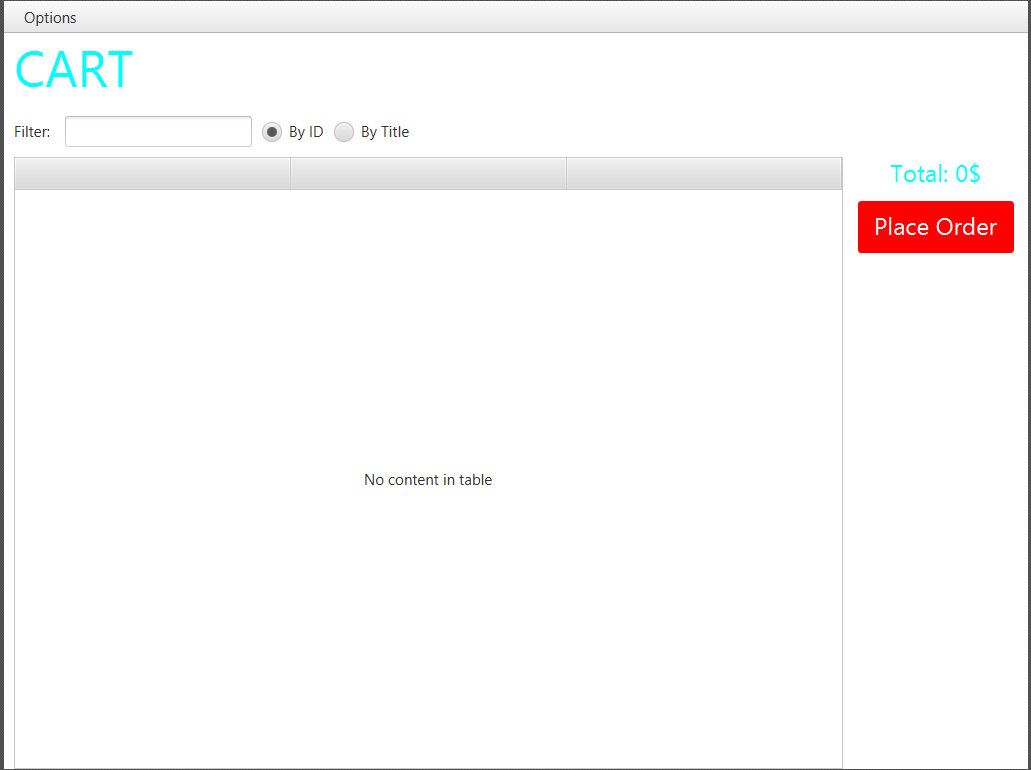 Options
CART
Filter: By ID By Title
Total: 0$
Place Order
No content in table